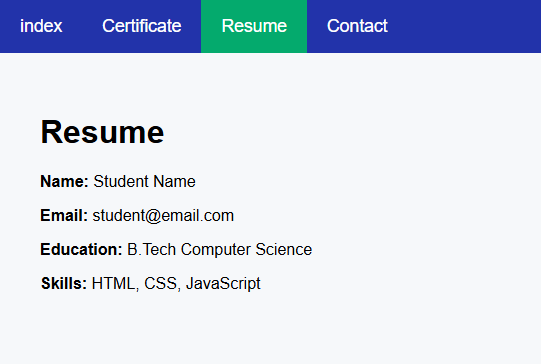 index Certificate Resume Contact
Resume
Name: Student Name
Email: student@email.com
Education: B.Tech Computer Science
Skills: HTML, CSS, JavaScript